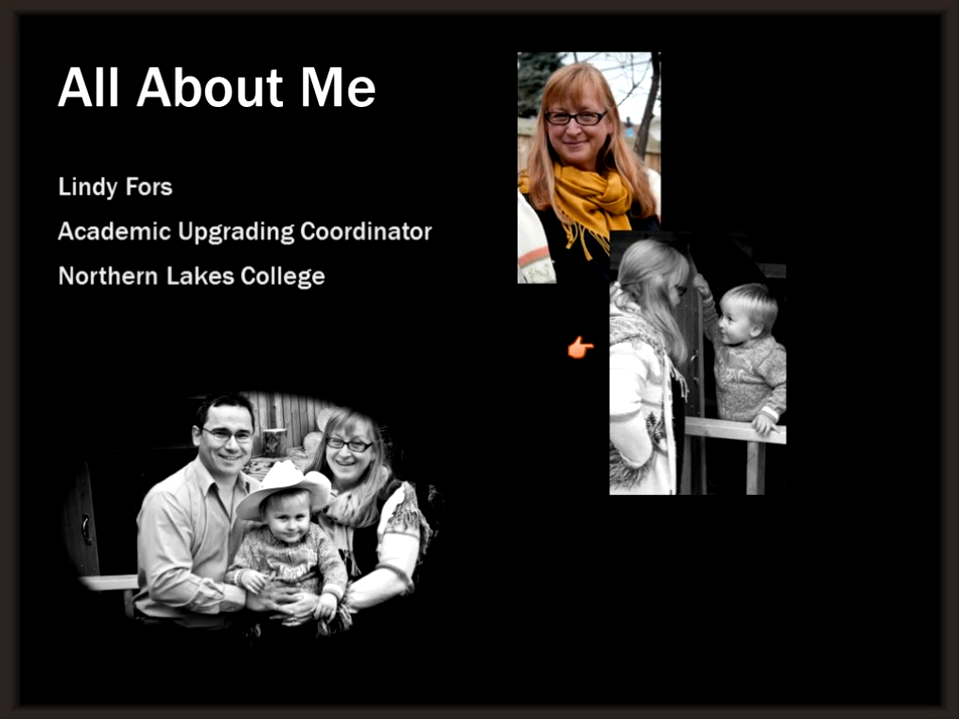 All About Me
Lindy Fors
Academic Upgrading Coordinator
Northern Lakes College